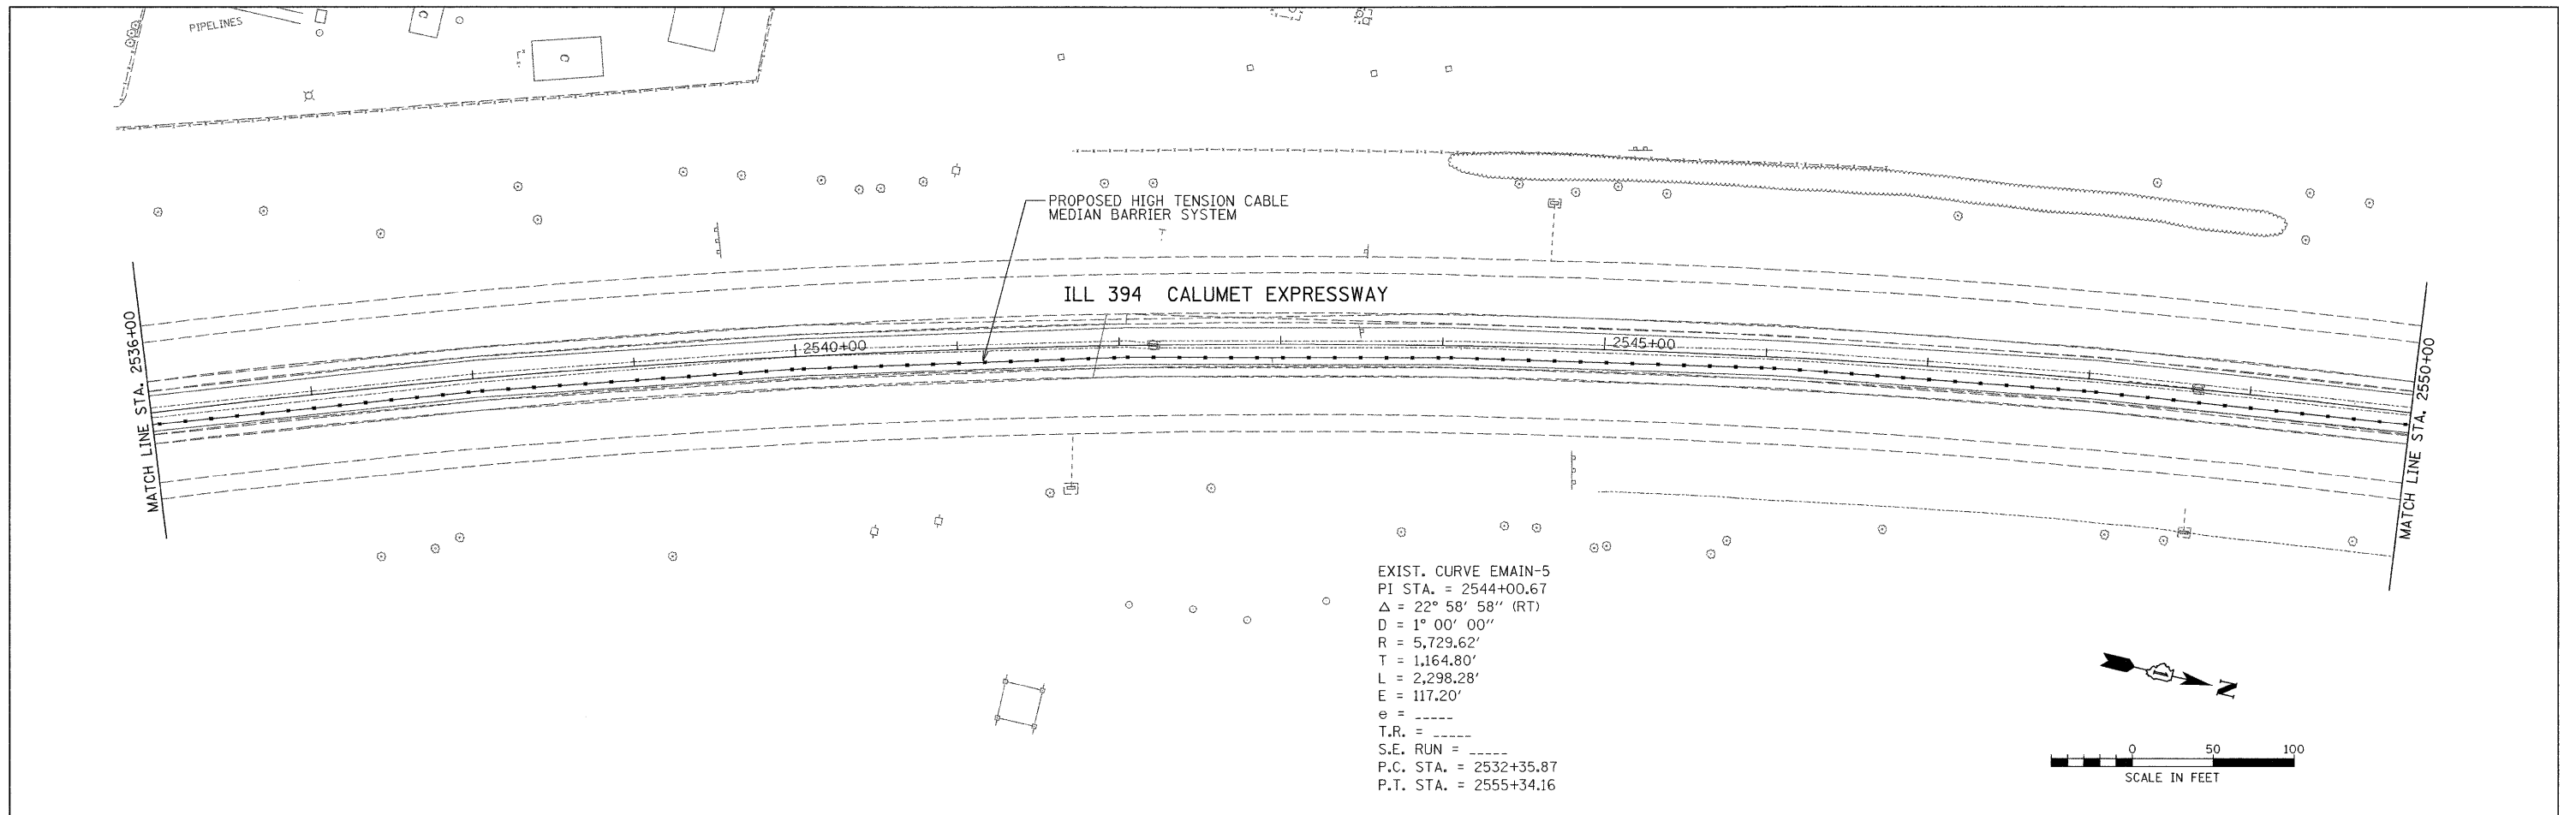 PIPELINES
C
C
PROPOSED HIGH TENSION CABLE
MEDIAN BARRIER SYSTEM
ILL 394 CALUMET EXPRESSWAY
MATCH LINE STA. 2536+00
2540+00
2545+00
MATCH LINE STA. 2550+00
EXIST. CURVE EMAIN-5
PI STA. = 2544+00.67
Δ = 22° 58' 58" (RT)
D = 1° 00' 00"
R = 5,729.62'
T = 1,164.80'
L = 2,298.28'
E = 117.20'
e = _____
T.R. = _____
S.E. RUN = _____
P.C. STA. = 2532+35.87
P.T. STA. = 2555+34.16
N
0 50 100
SCALE IN FEET